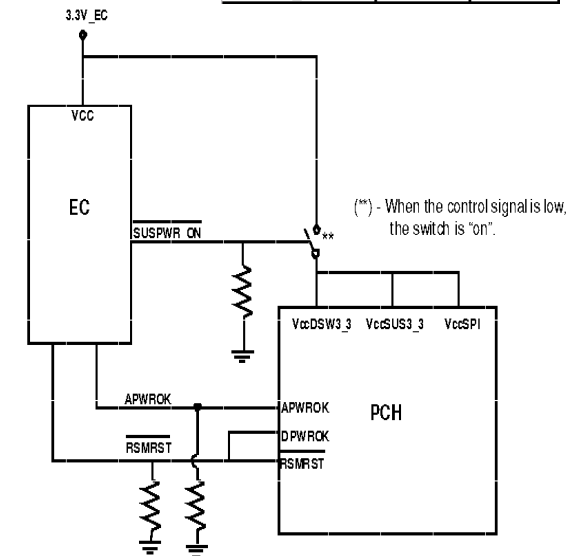 3.3V_EC
VCC
EC
SUSPWR_ON
**
(**) - When the control signal is low,
the switch is "on".
VccDSW3_3 VccSUS3_3 VccSPI
APWROK
APWROK
PCH
DPWROK
RSMRST
RSMRST